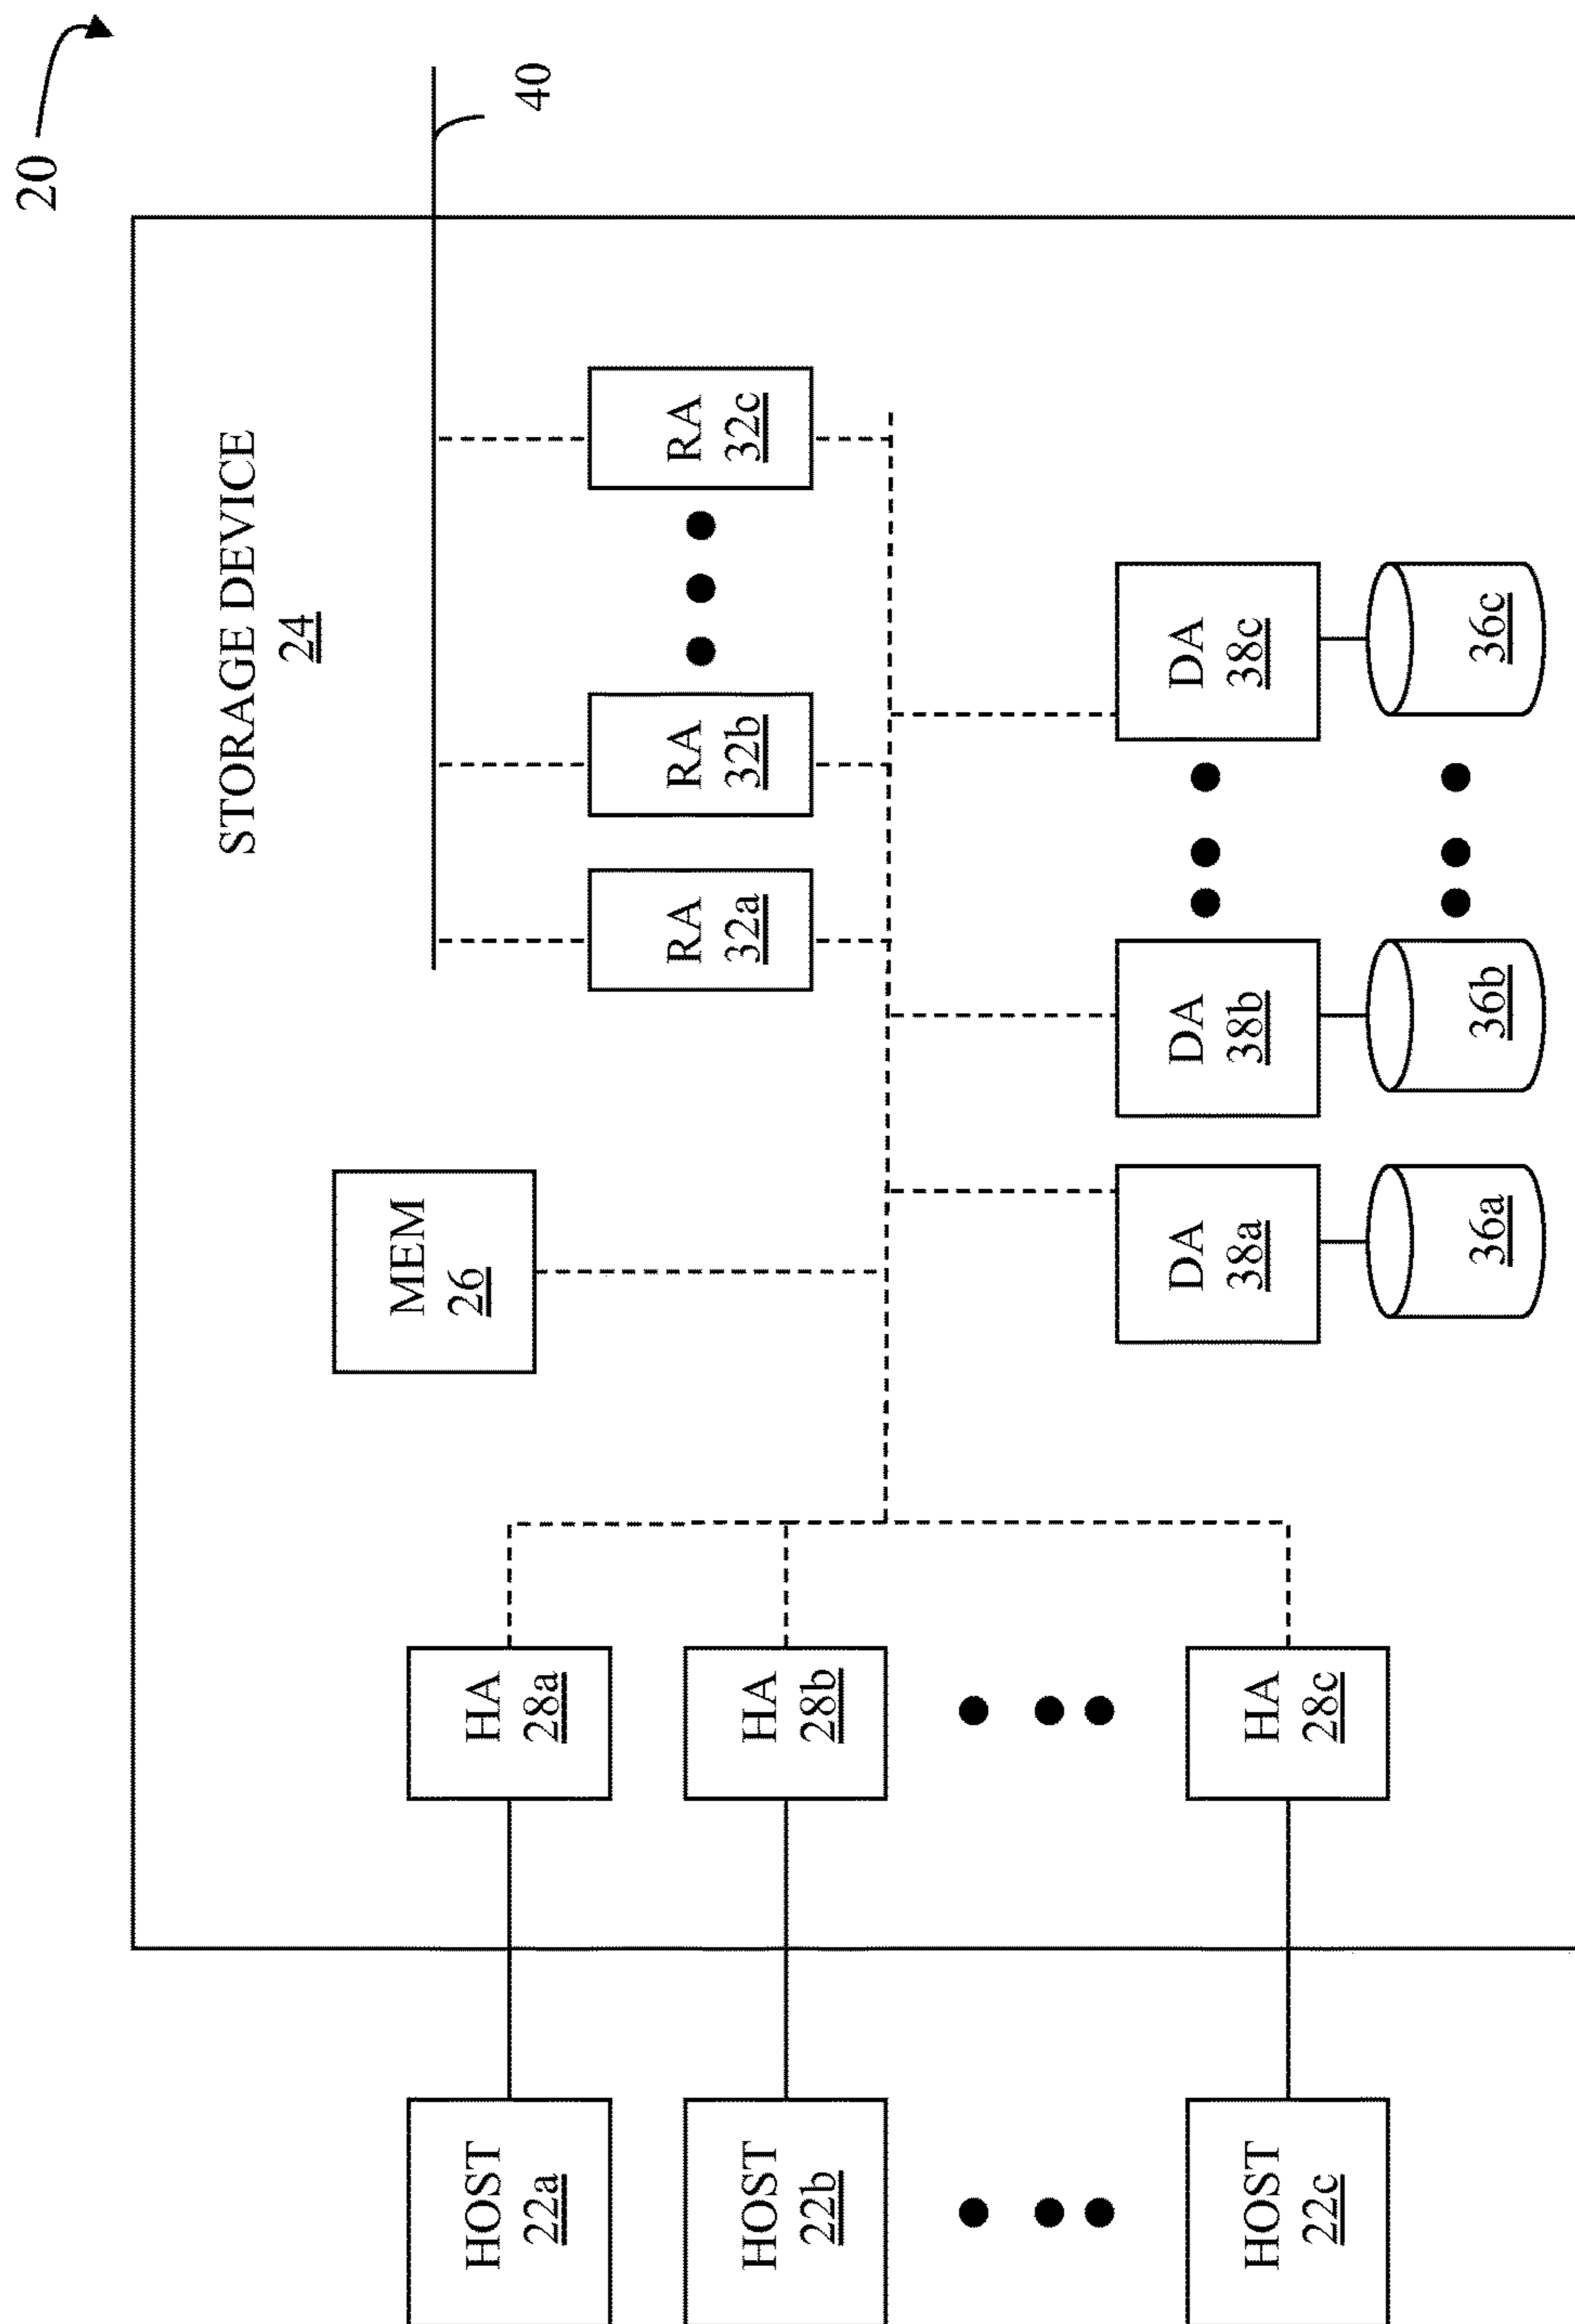 20
STORAGE DEVICE
24
40
MEM
26
RA
32a
RA
32b
RA
32c
HOST
22a
HA
28a
HOST
22b
HA
28b
HOST
22c
HA
28c
DA
38a
DA
38b
DA
38c
36a
36b
36c